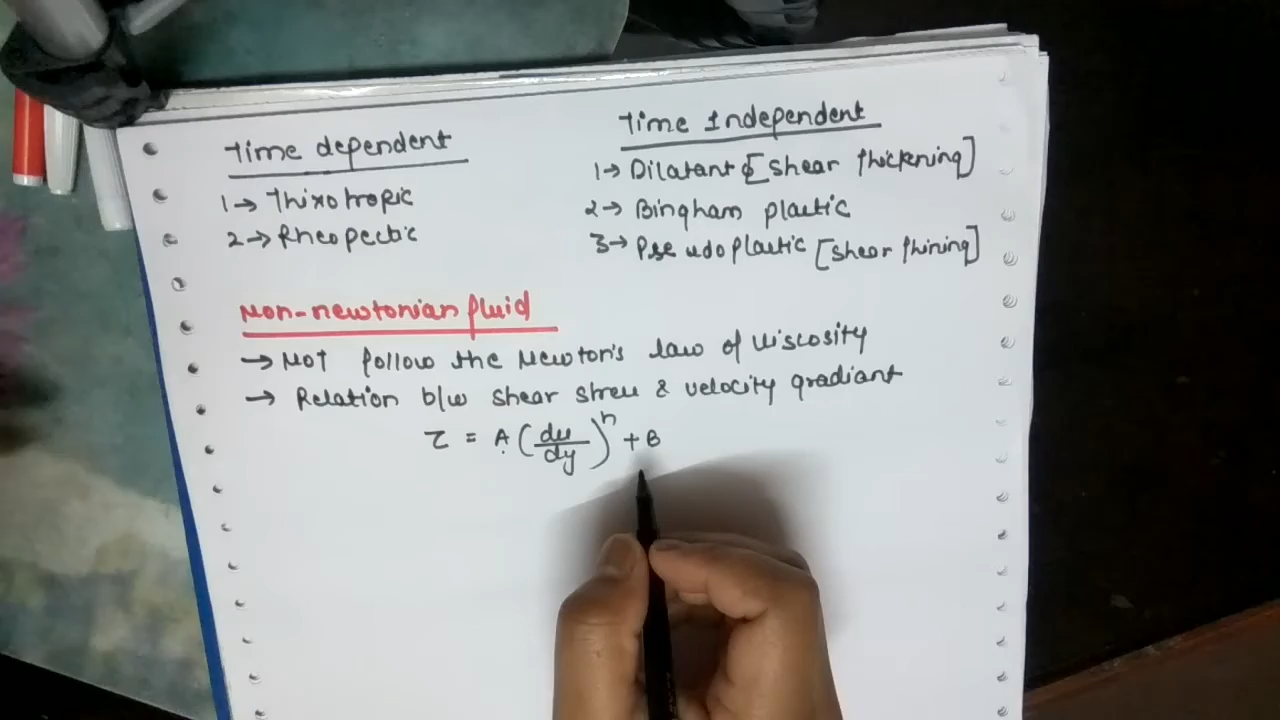 Time dependent
1→ Thixotropic
2→ Rheopectic
Time Independent
1→ Dilatant [shear thickening]
2→ Bingham plastic
3→ Pseudoplastic [shear thining]
Non-newtonian fluid
→ Not follow the Newton's law of viscosity
→ Relation b/w shear stress & velocity gradiant
τ = A (du/dy)^n + B